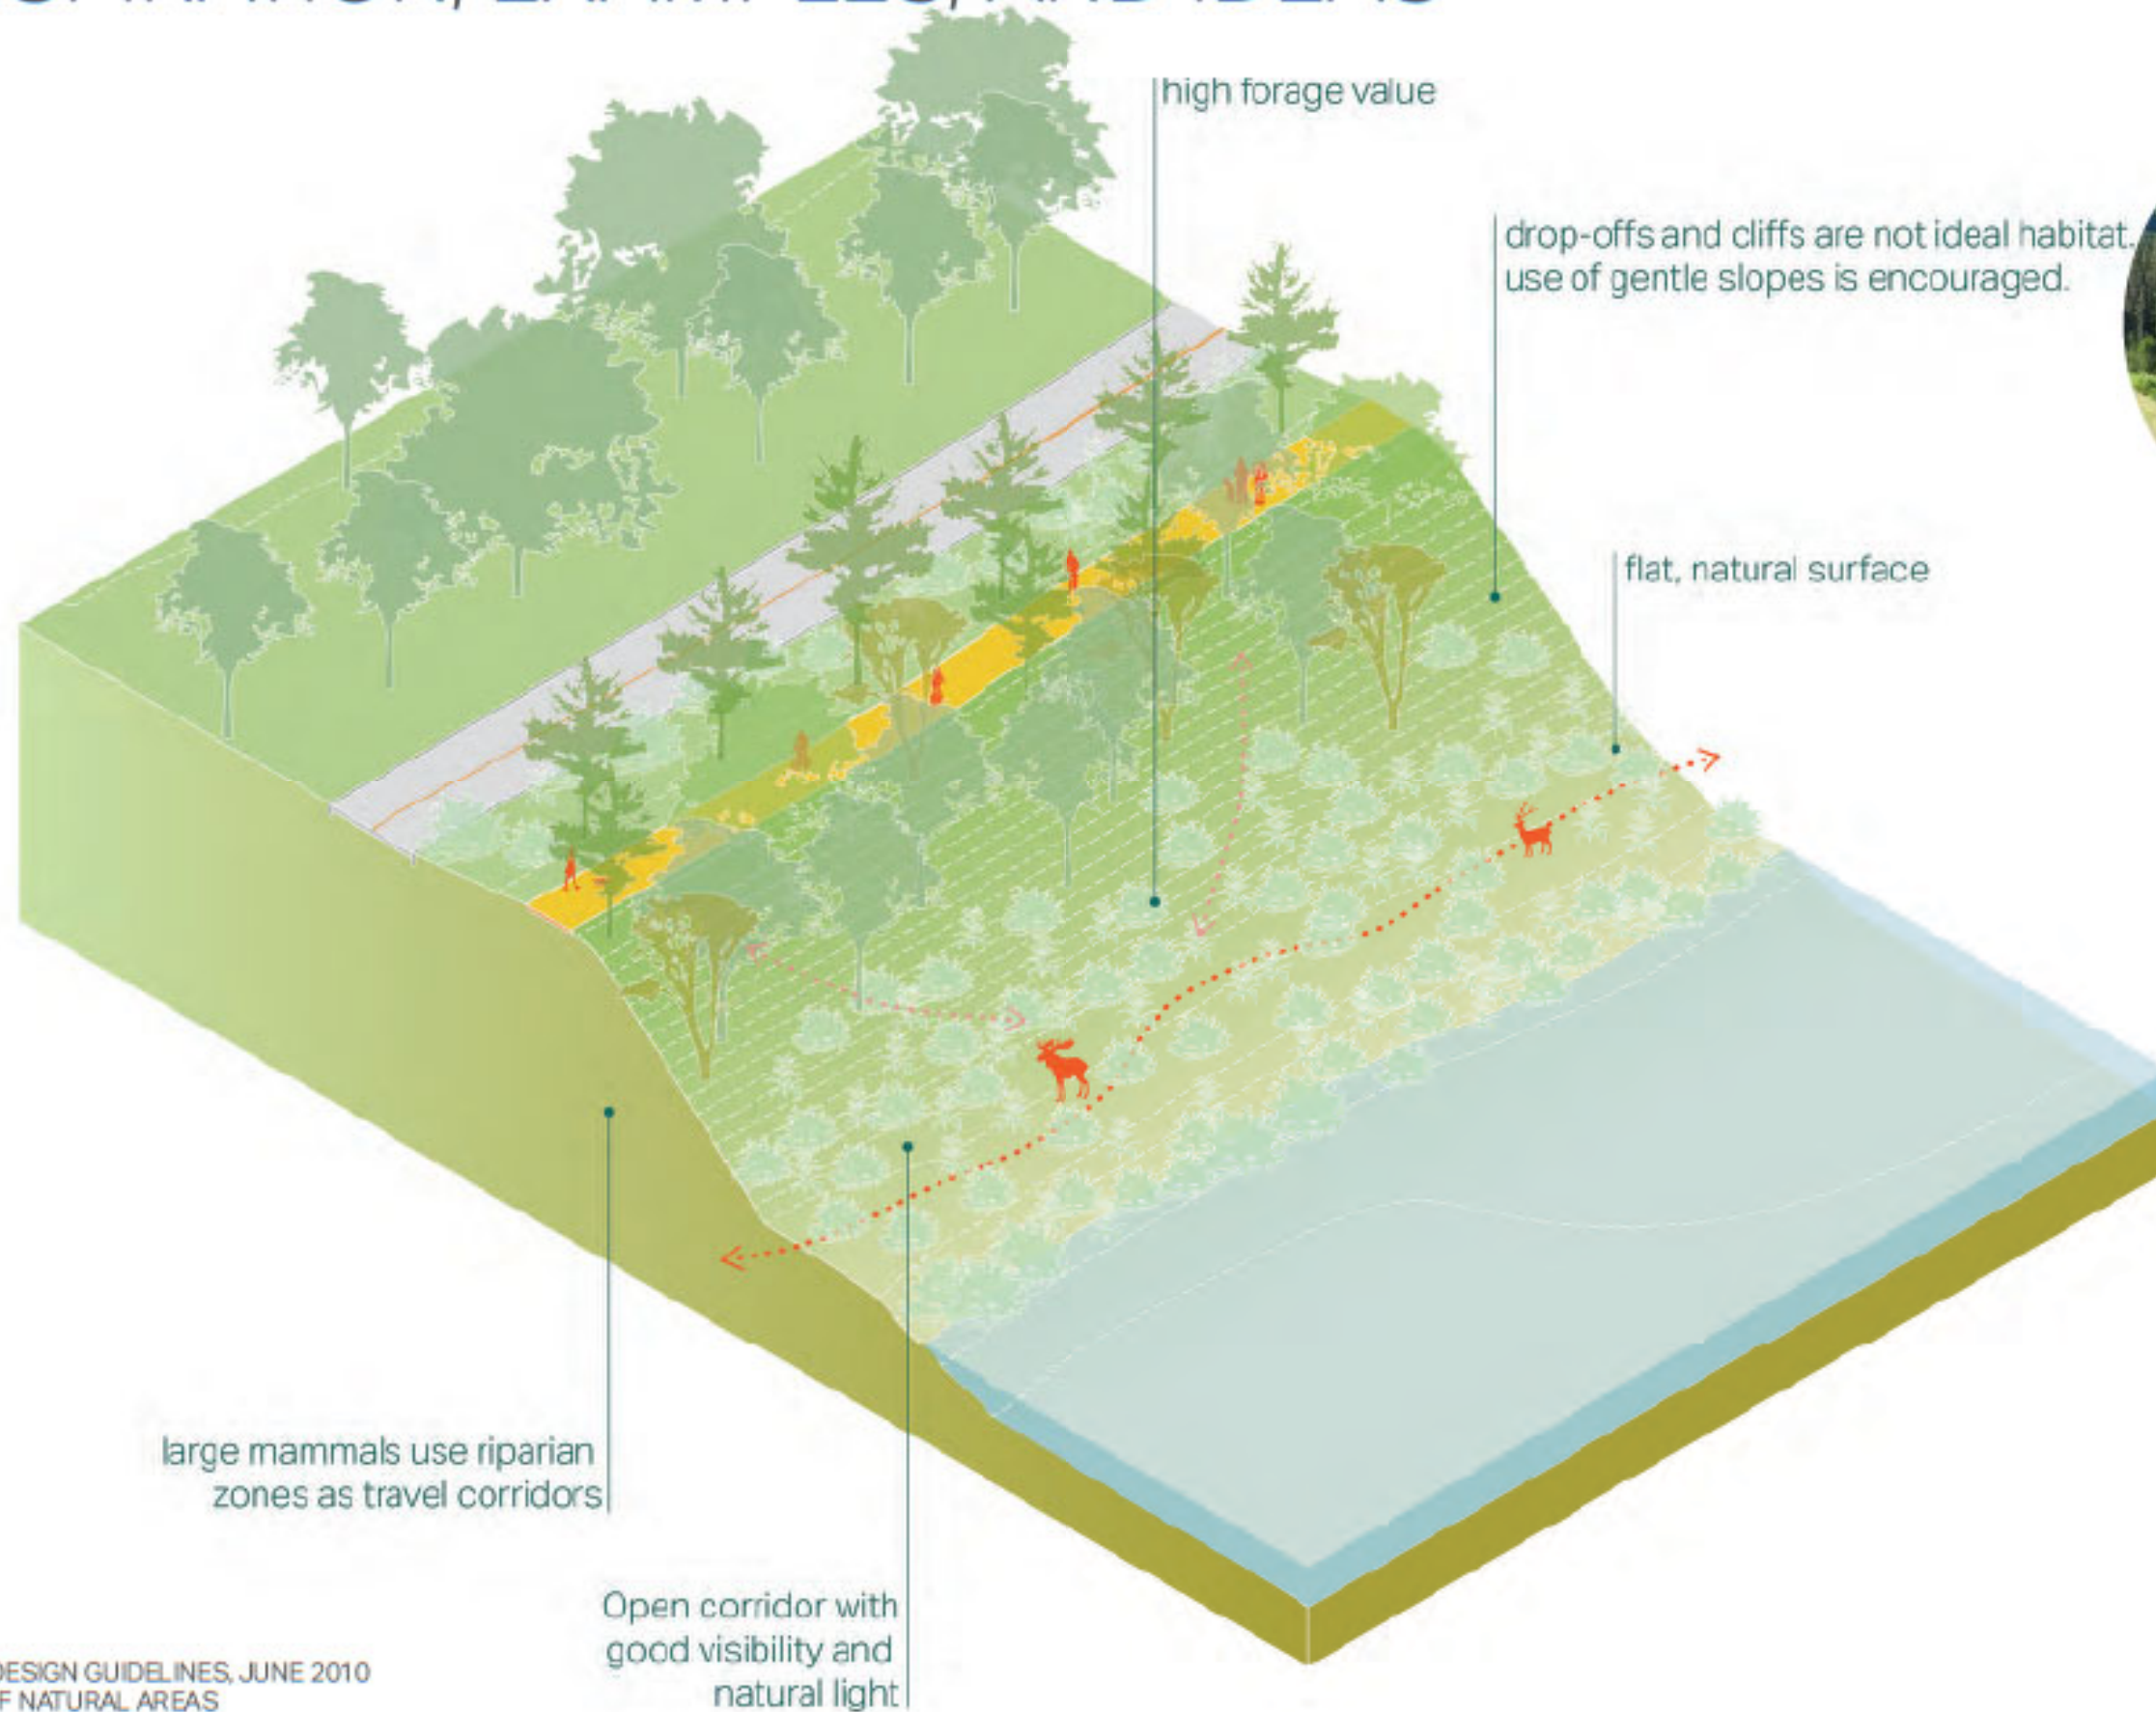 AND IDEAS
high forage value
drop-offs and cliffs are not ideal habitat.
use of gentle slopes is encouraged.
flat, natural surface
large mammals use riparian
zones as travel corridors
Open corridor with
good visibility and
natural light
DESIGN GUIDELINES, JUNE 2010
NATURAL AREAS